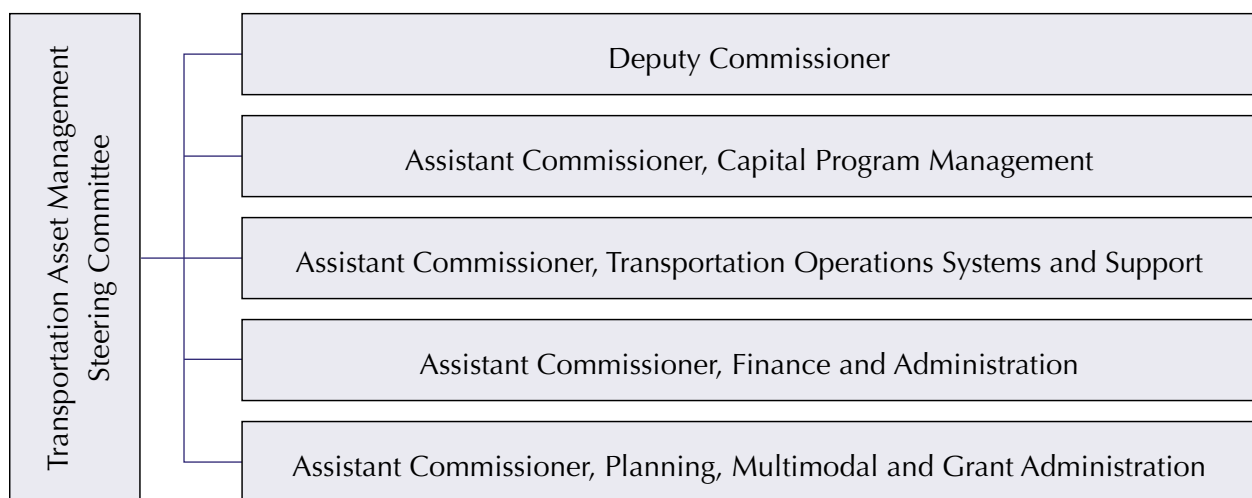 Transportation Asset Management
Steering Committee
Deputy Commissioner
Assistant Commissioner, Capital Program Management
Assistant Commissioner, Transportation Operations Systems and Support
Assistant Commissioner, Finance and Administration
Assistant Commissioner, Planning, Multimodal and Grant Administration